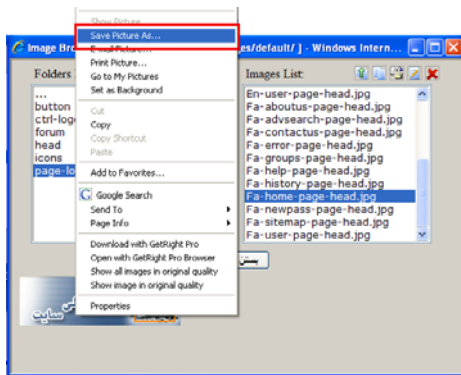 Show Picture
Save Picture As...
E-mail Picture...
Print Picture...
Go to My Pictures
Set as Background
Cut
Copy
Copy Shortcut
Paste
Add to Favorites...
Google Search
Send To
Page Info
Download with GetRight Pro
Open with GetRight Pro Browser
Show all images in original quality
Show image in original quality
Properties
Image Bro
es/default/ ] - Windows Intern...
Folders
...
button
ctrl-log
forum
head
icons
page-lo
Images List:
En-user-page-head.jpg
Fa-aboutus-page-head.jpg
Fa-advsearch-page-head.jpg
Fa-contactus-page-head.jpg
Fa-error-page-head.jpg
Fa-groups-page-head.jpg
Fa-help-page-head.jpg
Fa-history-page-head.jpg
Fa-home-page-head.jpg
Fa-newpass-page-head.jpg
Fa-sitemap-page-head.jpg
Fa-user-page-head.jpg
سایت